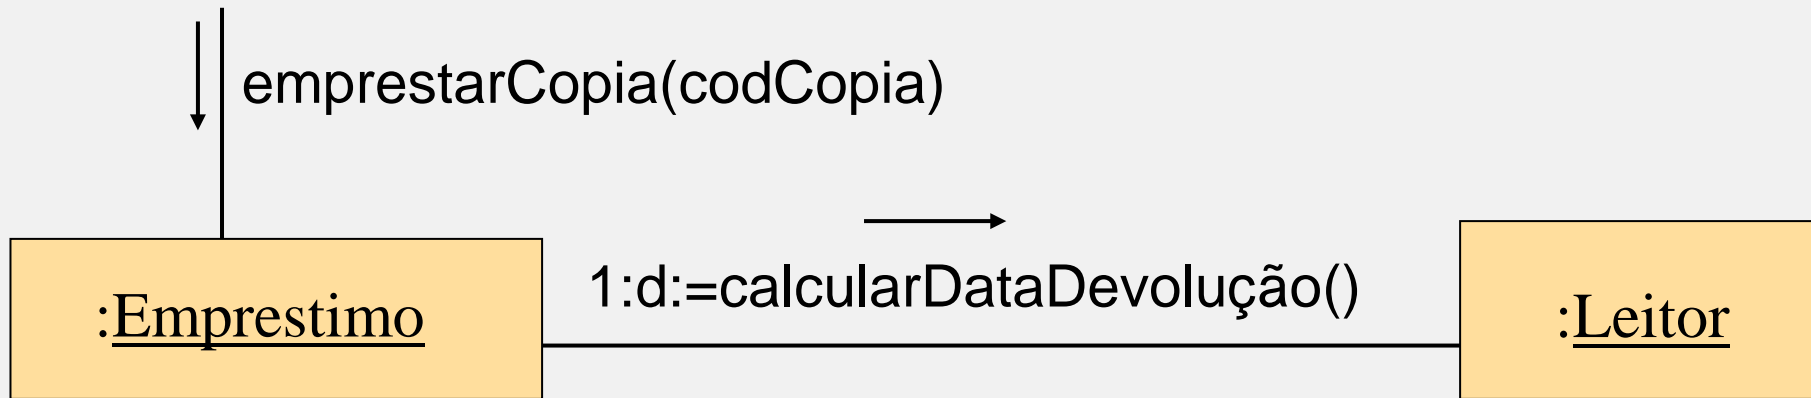 emprestarCopia(codCopia)
1:d:=calcularDataDevolução()
:Emprestimo
:Leitor